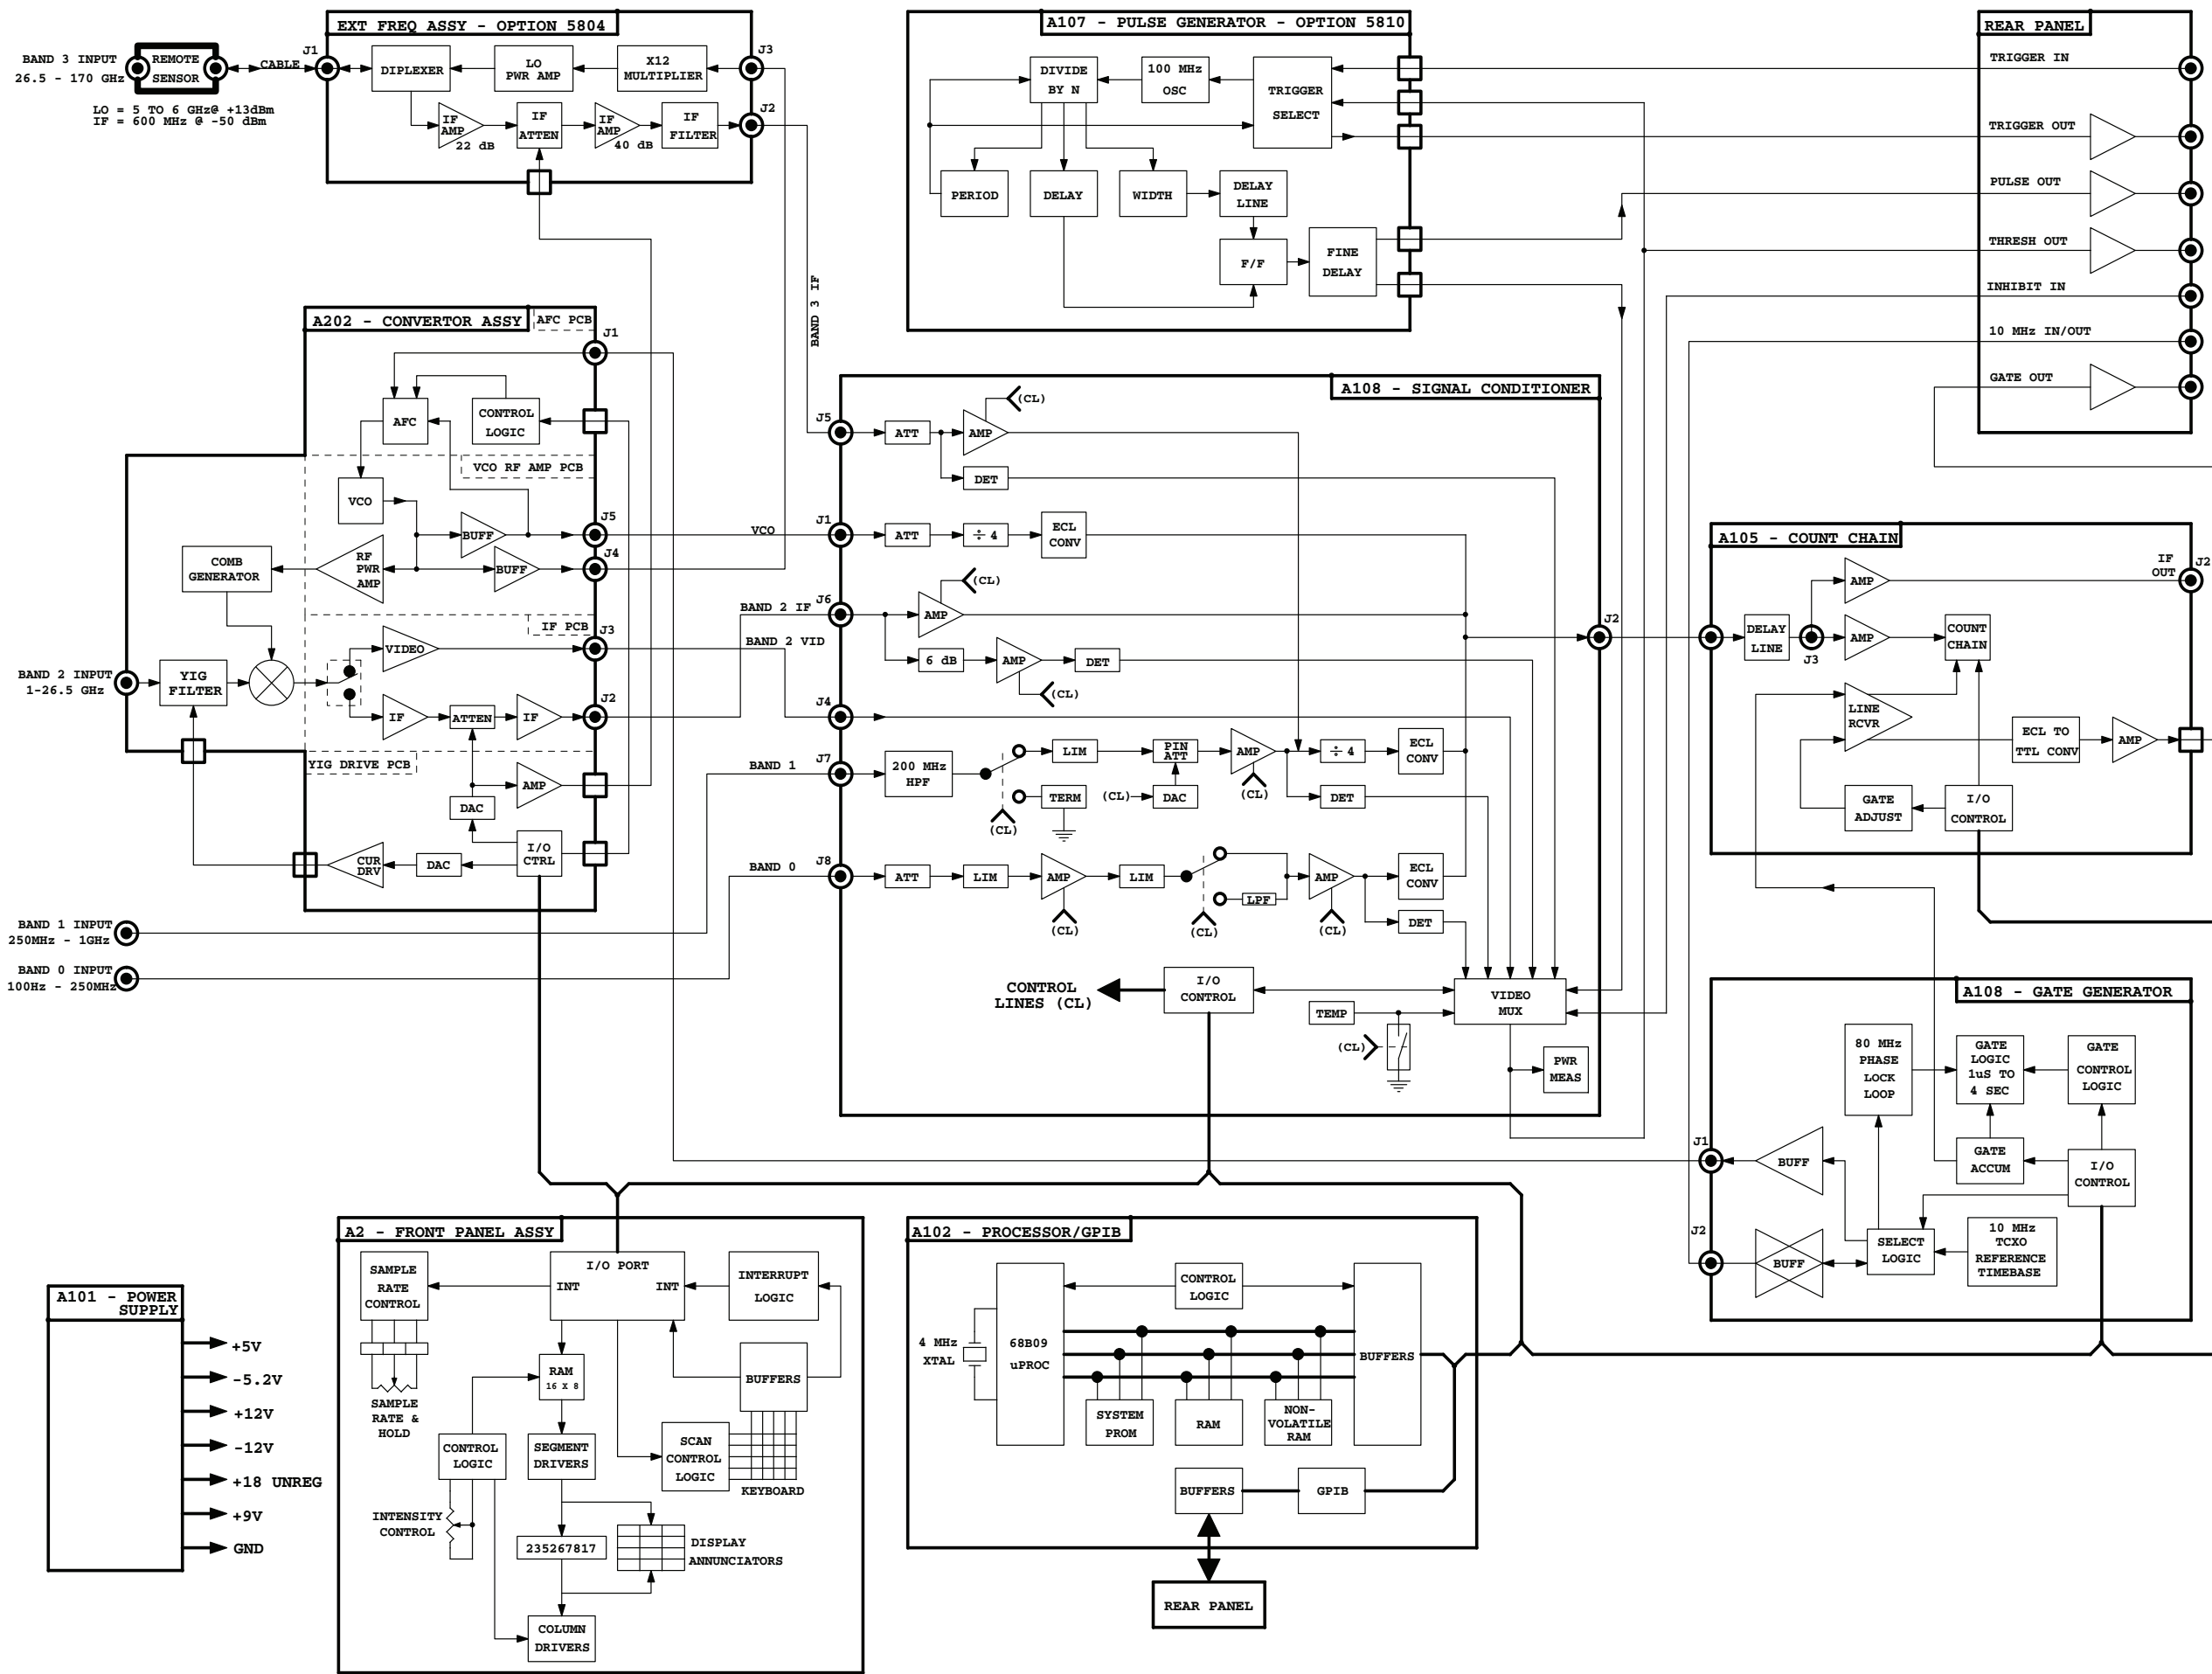 EXT FREQ ASSY - OPTION 5804
BAND 3 INPUT
26.5 - 170 GHz
REMOTE
SENSOR
CABLE
J1
DIPLEXER
LO
PWR AMP
X12
MULTIPLIER
J3
LO = 5 TO 6 GHz@ +13dBm
IF = 600 MHz @ -50 dBm
IF
AMP
22 dB
IF
ATTEN
IF
AMP
40 dB
IF
FILTER
J2
BAND 3 IF
A107 - PULSE GENERATOR - OPTION 5810
DIVIDE
BY N
100 MHz
OSC
TRIGGER
SELECT
PERIOD
DELAY
WIDTH
DELAY
LINE
F/F
FINE
DELAY
REAR PANEL
TRIGGER IN
TRIGGER OUT
PULSE OUT
THRESH OUT
INHIBIT IN
10 MHz IN/OUT
GATE OUT
A202 - CONVERTOR ASSY
AFC PCB
J1
AFC
CONTROL
LOGIC
VCO RF AMP PCB
VCO
BUFF
J5
BUFF
J4
RF
PWR
AMP
COMB
GENERATOR
IF PCB
J3
VIDEO
BAND 2 INPUT
1-26.5 GHz
YIG
FILTER
IF
ATTEN
IF
J2
YIG DRIVE PCB
AMP
DAC
I/O
CTRL
DAC
CUR
DRV
BAND 1 INPUT
250MHz - 1GHz
BAND 0 INPUT
100Hz - 250MHz
A108 - SIGNAL CONDITIONER
J5
ATT
AMP
(CL)
DET
VCO
J1
ATT
÷ 4
ECL
CONV
BAND 2 IF
J6
AMP
(CL)
BAND 2 VID
6 dB
AMP
DET
(CL)
J4
J2
BAND 1
J7
200 MHz
HPF
LIM
PIN
ATT
AMP
÷ 4
ECL
CONV
TERM
(CL)
DAC
(CL)
DET
(CL)
BAND 0
J8
ATT
LIM
AMP
LIM
LPF
AMP
ECL
CONV
DET
(CL)
(CL)
(CL)
CONTROL
LINES (CL)
I/O
CONTROL
VIDEO
MUX
TEMP
(CL)
PWR
MEAS
A105 - COUNT CHAIN
IF
OUT
J2
AMP
DELAY
LINE
J3
AMP
COUNT
CHAIN
LINE
RCVR
ECL TO
TTL CONV
AMP
GATE
ADJUST
I/O
CONTROL
A108 - GATE GENERATOR
80 MHz
PHASE
LOCK
LOOP
GATE
LOGIC
1uS TO
4 SEC
GATE
CONTROL
LOGIC
J1
BUFF
GATE
ACCUM
I/O
CONTROL
J2
BUFF
SELECT
LOGIC
10 MHz
TCXO
REFERENCE
TIMEBASE
A101 - POWER
SUPPLY
+5V
-5.2V
+12V
-12V
+18 UNREG
+9V
GND
A2 - FRONT PANEL ASSY
SAMPLE
RATE
CONTROL
I/O PORT
INT
INT
INTERRUPT
LOGIC
SAMPLE
RATE &
HOLD
RAM
16 X 8
BUFFERS
CONTROL
LOGIC
SEGMENT
DRIVERS
SCAN
CONTROL
LOGIC
KEYBOARD
INTENSITY
CONTROL
235267817
DISPLAY
ANNUNCIATORS
COLUMN
DRIVERS
A102 - PROCESSOR/GPIB
4 MHz
XTAL
68B09
uPROC
CONTROL
LOGIC
BUFFERS
SYSTEM
PROM
RAM
NON-
VOLATILE
RAM
BUFFERS
GPIB
REAR PANEL